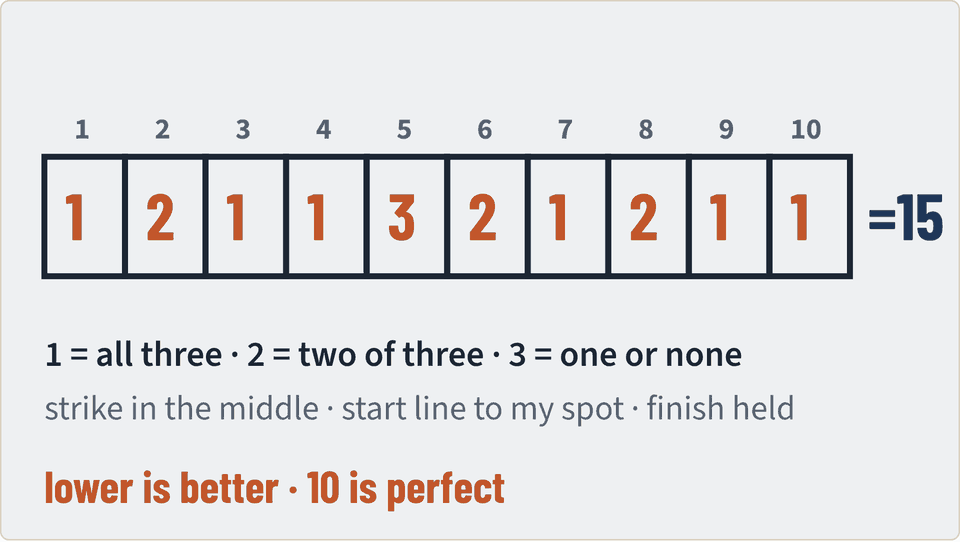 1 2 3 4 5 6 7 8 9 10
1 2 1 1 3 2 1 2 1 1 =15
1 = all three · 2 = two of three · 3 = one or none
strike in the middle · start line to my spot · finish held
lower is better · 10 is perfect